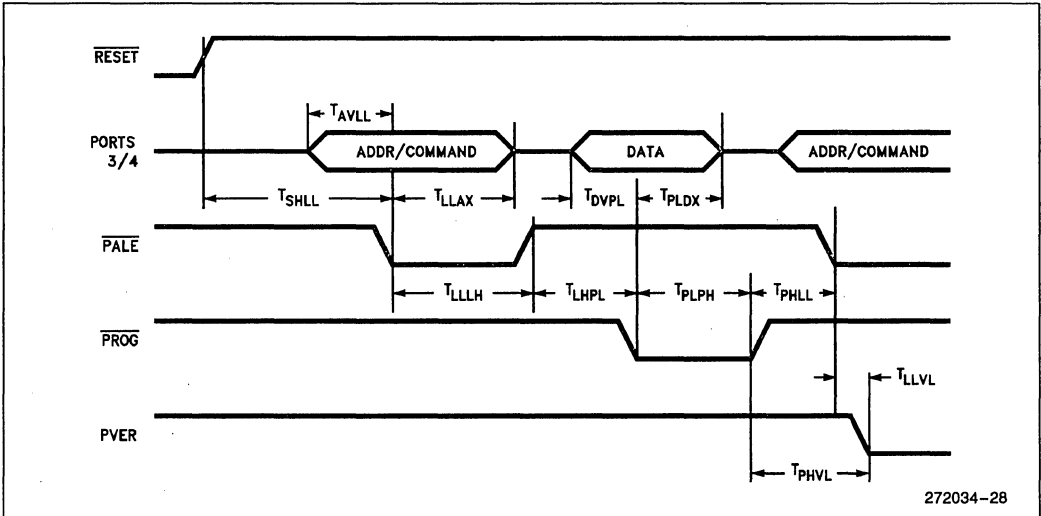 RESET
T_AVLL
PORTS 3/4
ADDR/COMMAND
DATA
ADDR/COMMAND
T_SHLL
T_LLAX
T_DVPL
T_PLDX
PALE
T_LLLH
T_LHPL
T_PLPH
T_PHLL
PROG
T_LLVL
PVER
T_PHVL
272034-28